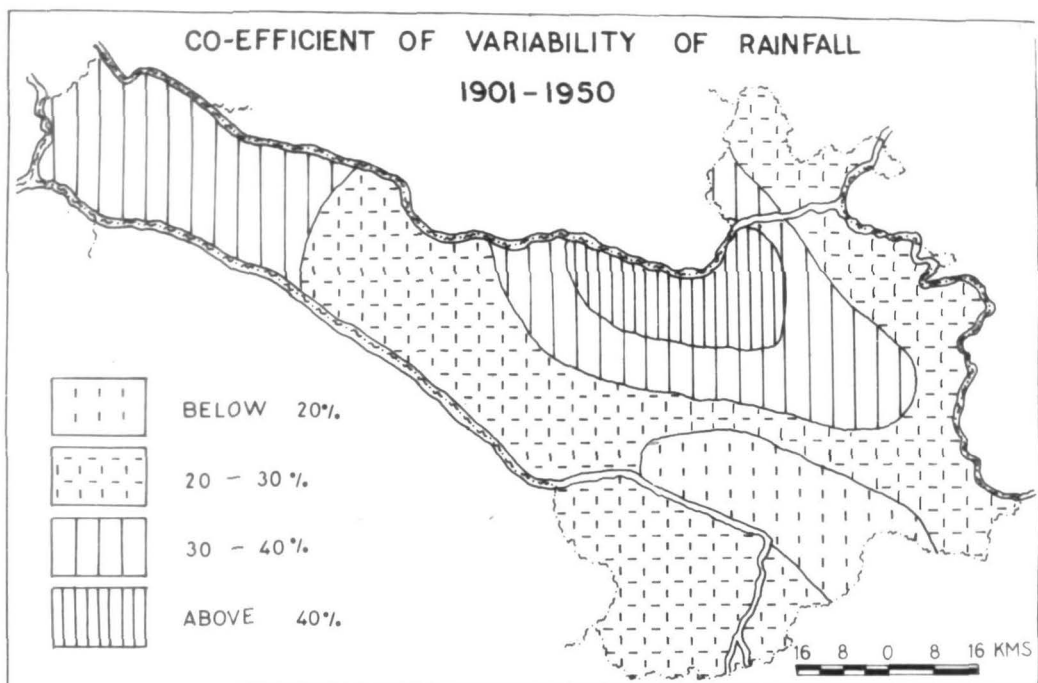 CO-EFFICIENT OF VARIABILITY OF RAINFALL
1901-1950
BELOW 20%
20 - 30%
30 - 40%
ABOVE 40%
16 8 0 8 16 KMS